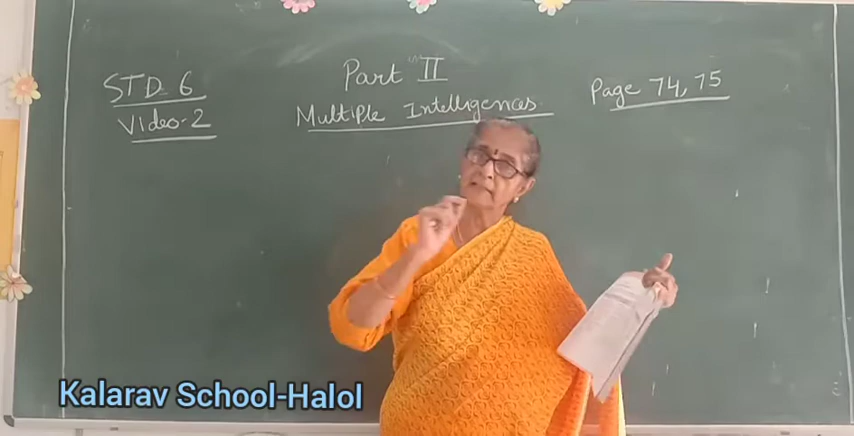 STD 6
Video-2
Part II
Multiple Intelligences
Page 74, 75
Kalarav School-Halol